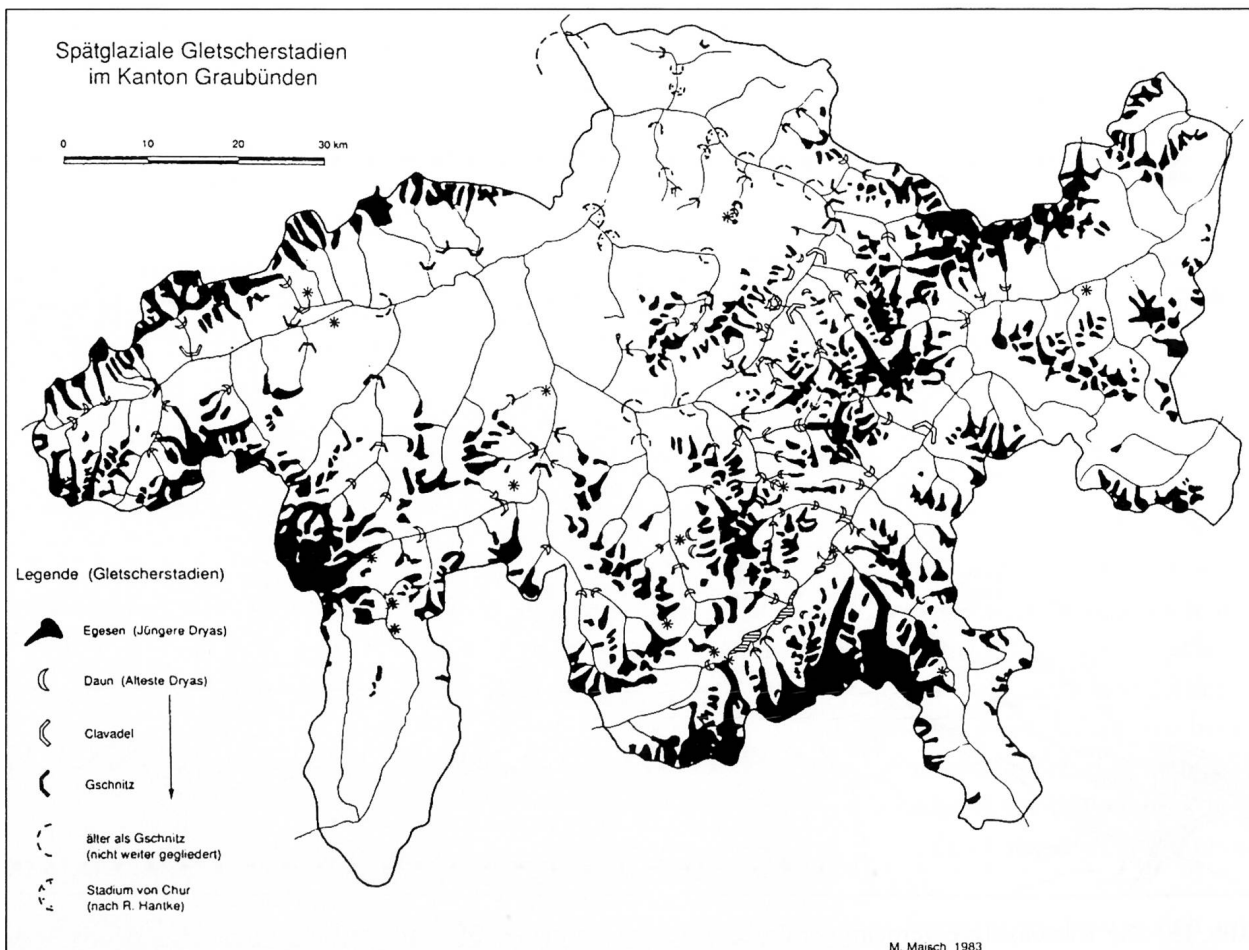 Spätglaziale Gletscherstadien
im Kanton Graubünden
0 10 20 30 km
Legende (Gletscherstadien)
Egesen (Jüngere Dryas)
Daun (Älteste Dryas)
Clavadel
Gschnitz
älter als Gschnitz
(nicht weiter gegliedert)
Stadium von Chur
(nach R. Hantke)
M. Maisch, 1983